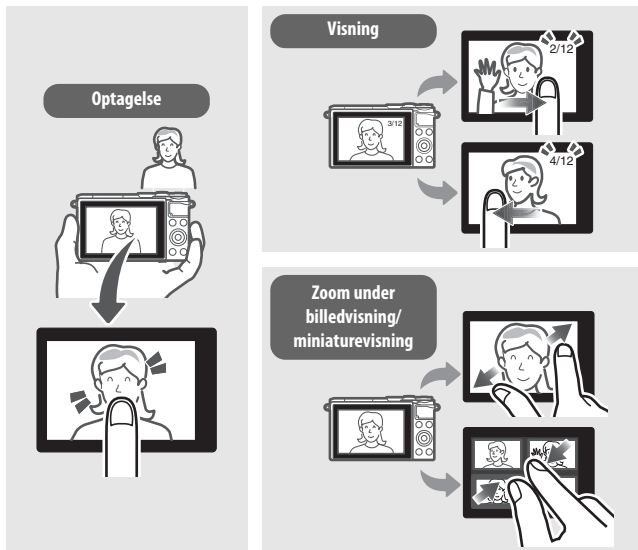 Optagelse
Visning
3/12
2/12
4/12
Zoom under
billedvisning/
miniaturevisning